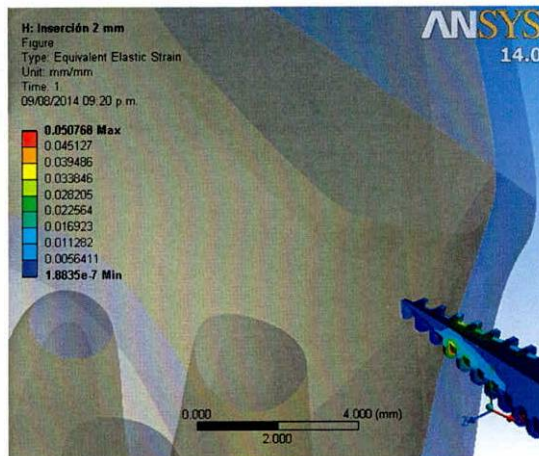 H: Inserción 2 mm
Figure
Type: Equivalent Elastic Strain
Unit: mm/mm
Time: 1
09/08/2014 09:20 p.m.
0.050768 Max
0.045127
0.039486
0.033846
0.028205
0.022564
0.016923
0.011282
0.0056411
1.8835e-7 Min
ANSYS
14.0
0.000
4.000 (mm)
2.000
Z